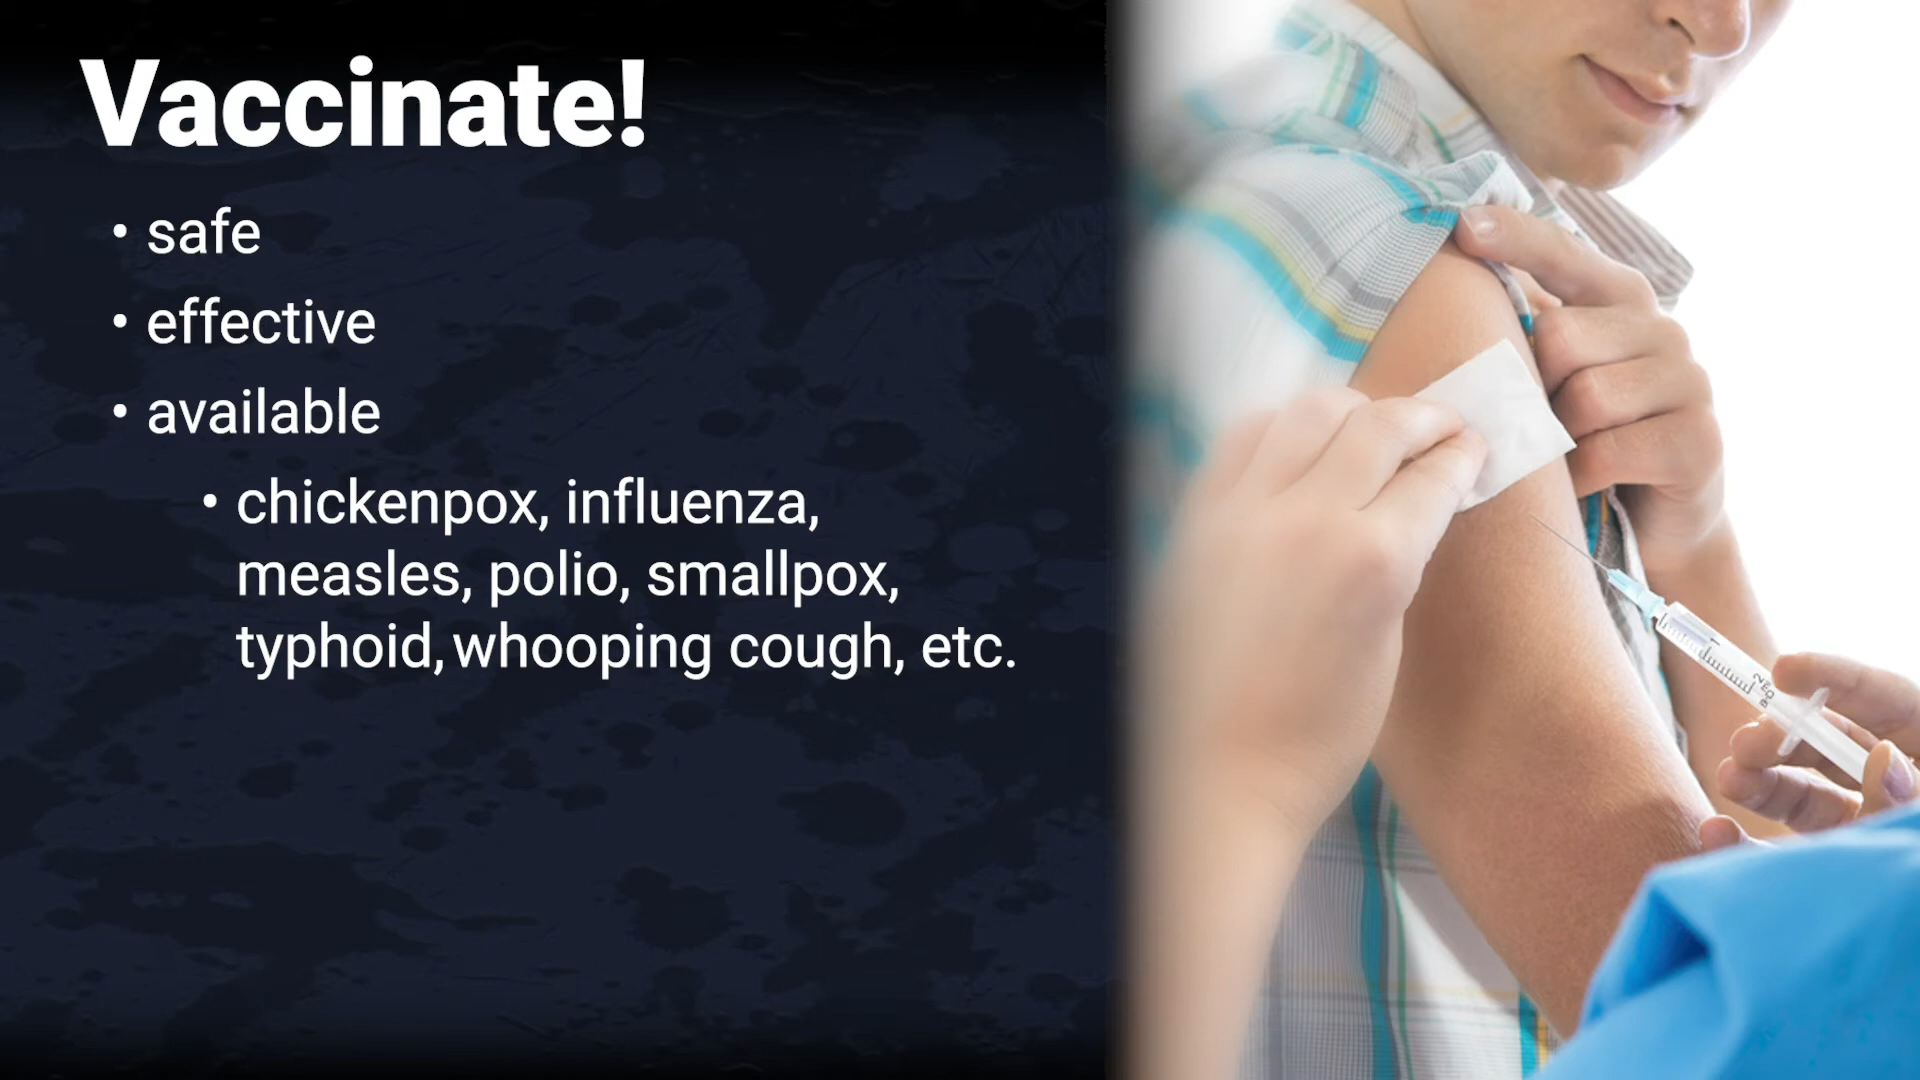 Vaccinate!
• safe
• effective
• available
• chickenpox, influenza,
measles, polio, smallpox,
typhoid, whooping cough, etc.